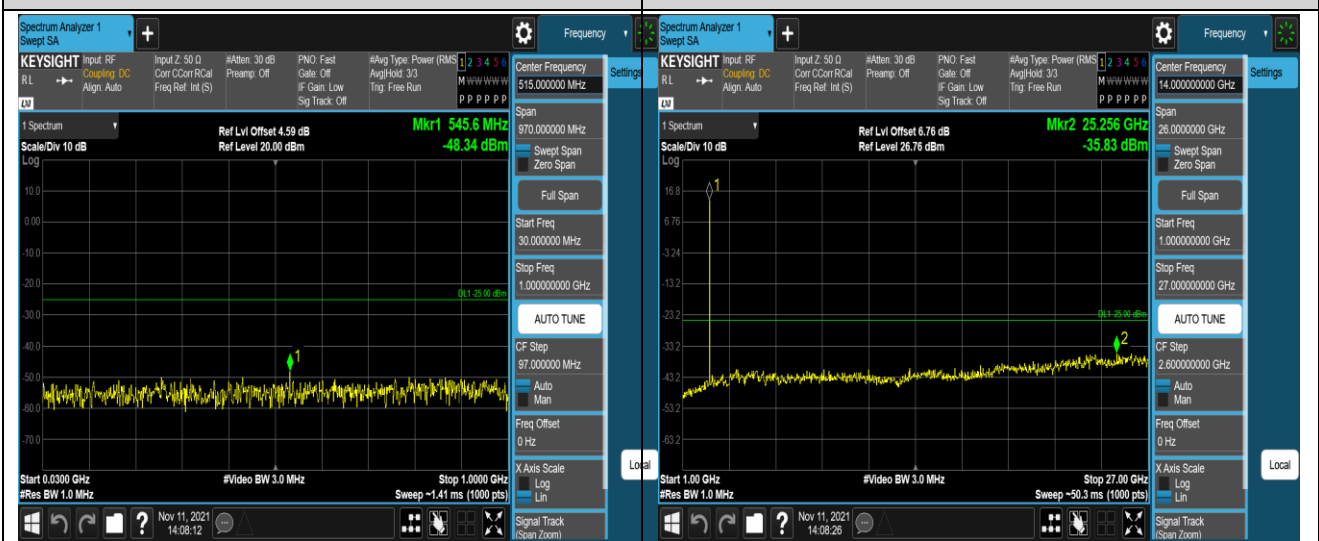 Spectrum Analyzer 1
Swept SA
+
Frequency
KEYSIGHT
RL
LXI
Input: RF
Coupling: DC
Align: Auto
Input Z: 50 Ω
Corr CCorr RCal
Freq Ref: Int (S)
#Atten: 30 dB
Preamp: Off
PNO: Fast
Gate: Off
IF Gain: Low
Sig Track: Off
#Avg Type: Power (RMS
Avg|Hold: 3/3
Trig: Free Run
1 2 3 4 5 6
M W W W W W
P P P P P P
1 Spectrum
Scale/Div 10 dB
Log
Ref Lvl Offset 4.59 dB
Ref Level 20.00 dBm
Mkr1 545.6 MHz
-48.34 dBm
10.0
0.00
-10.0
-20.0
DL1 -25.00 dBm
-30.0
-40.0
1
-50.0
-60.0
-70.0
Start 0.0300 GHz
#Res BW 1.0 MHz
#Video BW 3.0 MHz
Stop 1.0000 GHz
Sweep ~1.41 ms (1000 pts)
?
Nov 11, 2021
14:08:12
Center Frequency
515.000000 MHz
Span
970.000000 MHz
Swept Span
Zero Span
Full Span
Start Freq
30.000000 MHz
Stop Freq
1.000000000 GHz
AUTO TUNE
CF Step
97.000000 MHz
Auto
Man
Freq Offset
0 Hz
X Axis Scale
Log
Lin
Signal Track
(Span Zoom)
Settings
Local
Spectrum Analyzer 1
Swept SA
+
Frequency
KEYSIGHT
RL
LXI
Input: RF
Coupling: DC
Align: Auto
Input Z: 50 Ω
Corr CCorr RCal
Freq Ref: Int (S)
#Atten: 30 dB
Preamp: Off
PNO: Fast
Gate: Off
IF Gain: Low
Sig Track: Off
#Avg Type: Power (RMS
Avg|Hold: 3/3
Trig: Free Run
1 2 3 4 5 6
M W W W W W
P P P P P P
1 Spectrum
Scale/Div 10 dB
Log
Ref Lvl Offset 6.76 dB
Ref Level 26.76 dBm
Mkr2 25.256 GHz
-35.83 dBm
1
16.8
6.76
-3.24
-13.2
-23.2
DL1 -25.00 dBm
-33.2
2
-43.2
-53.2
-63.2
Start 1.00 GHz
#Res BW 1.0 MHz
#Video BW 3.0 MHz
Stop 27.00 GHz
Sweep ~50.3 ms (1000 pts)
?
Nov 11, 2021
14:08:26
Center Frequency
14.000000000 GHz
Span
26.0000000 GHz
Swept Span
Zero Span
Full Span
Start Freq
1.000000000 GHz
Stop Freq
27.000000000 GHz
AUTO TUNE
CF Step
2.600000000 GHz
Auto
Man
Freq Offset
0 Hz
X Axis Scale
Log
Lin
Signal Track
(Span Zoom)
Settings
Local